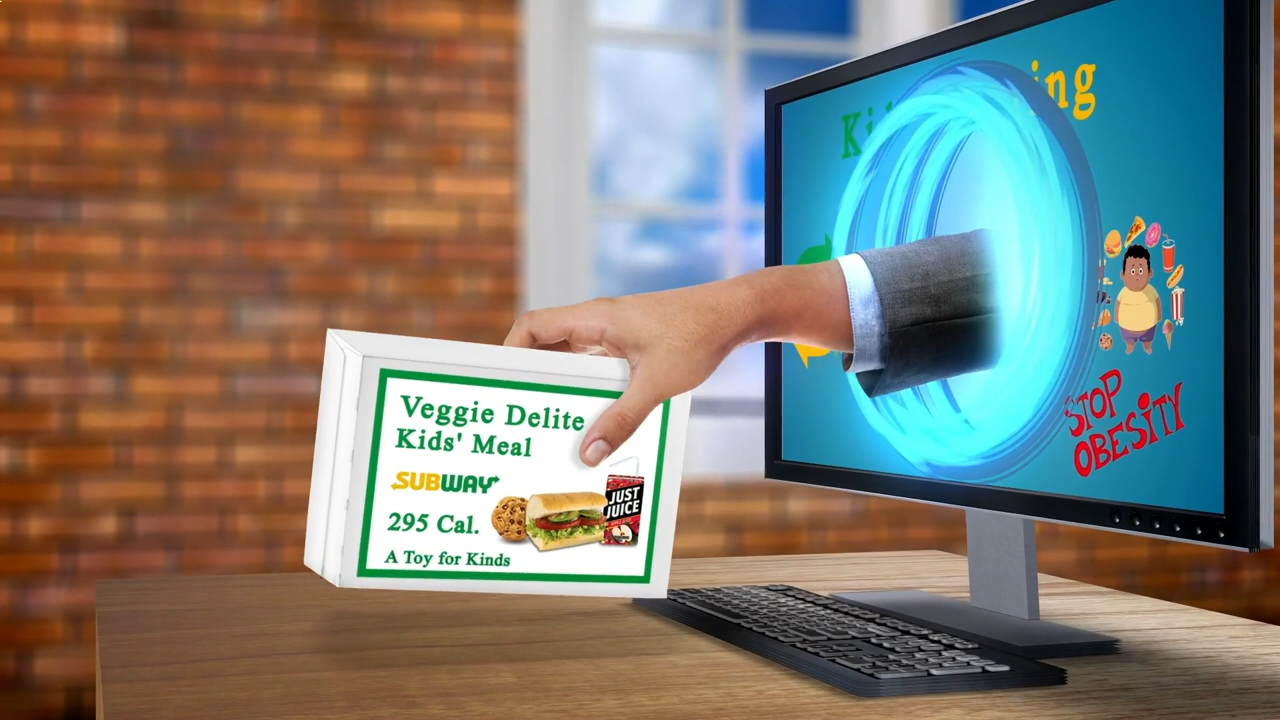 Veggie Delite
Kids' Meal
SUBWAY
295 Cal.
A Toy for Kinds
JUST
JUICE
STOP
OBESITY